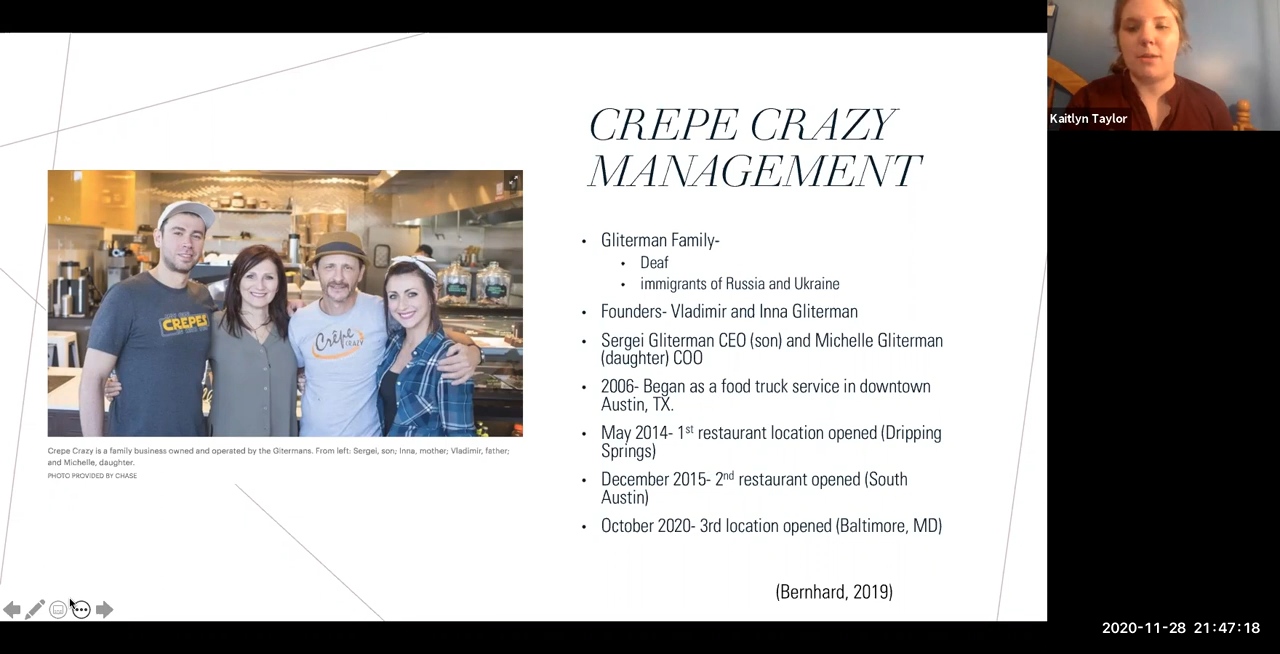 CREPE CRAZY
MANAGEMENT
Kaitlyn Taylor
• Gliterman Family-
• Deaf
• immigrants of Russia and Ukraine
• Founders- Vladimir and Inna Gliterman
• Sergei Gliterman CEO (son) and Michelle Gliterman
(daughter) COO
• 2006- Began as a food truck service in downtown
Austin, TX.
• May 2014- 1st restaurant location opened (Dripping
Springs)
• December 2015- 2nd restaurant opened (South
Austin)
• October 2020- 3rd location opened (Baltimore, MD)
(Bernhard, 2019)
CREPES
Crêpe
CRAZY
Crepe Crazy is a family business owned and operated by the Gitermans. From left: Sergei, son; Inna, mother; Vladimir, father;
and Michelle, daughter.
PHOTO PROVIDED BY CHASE
2020-11-28 21:47:18